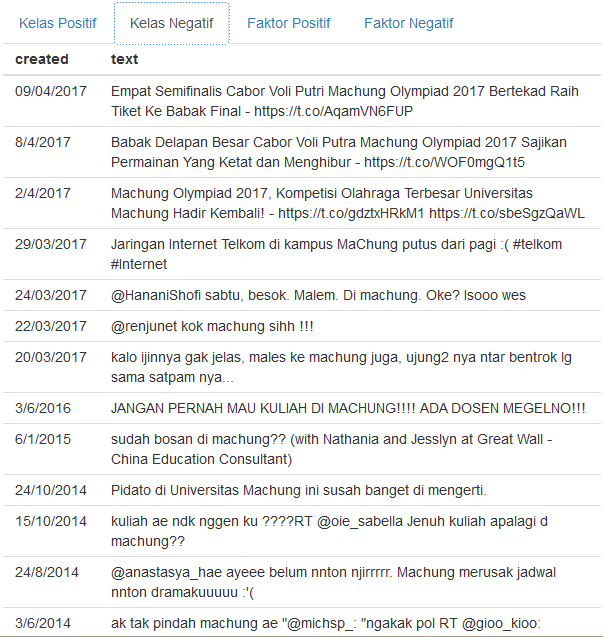 Kelas Positif Kelas Negatif Faktor Positif Faktor Negatif
created text
09/04/2017 Empat Semifinalis Cabor Voli Putri Machung Olympiad 2017 Bertekad Raih
Tiket Ke Babak Final - https://t.co/AqamVN6FUP
8/4/2017 Babak Delapan Besar Cabor Voli Putra Machung Olympiad 2017 Sajikan
Permainan Yang Ketat dan Menghibur - https://t.co/WOF0mgQ1t5
2/4/2017 Machung Olympiad 2017, Kompetisi Olahraga Terbesar Universitas
Machung Hadir Kembali! - https://t.co/gdztxHRkM1 https://t.co/sbeSgzQaWL
29/03/2017 Jaringan Internet Telkom di kampus MaChung putus dari pagi :( #telkom
#Internet
24/03/2017 @HananiShofi sabtu, besok. Malem. Di machung. Oke? Isooo wes
22/03/2017 @renjunet kok machung sihh !!!
20/03/2017 kalo ijinnya gak jelas, males ke machung juga, ujung2 nya ntar bentrok lg
sama satpam nya...
3/6/2016 JANGAN PERNAH MAU KULIAH DI MACHUNG!!!! ADA DOSEN MEGELNO!!!
6/1/2015 sudah bosan di machung?? (with Nathania and Jesslyn at Great Wall -
China Education Consultant)
24/10/2014 Pidato di Universitas Machung ini susah banget di mengerti.
15/10/2014 kuliah ae ndk nggen ku ????RT @oie_sabella Jenuh kuliah apalagi d
machung??
24/8/2014 @anastasya_hae ayeee belum nnton njirrrrr. Machung merusak jadwal
nnton dramakuuuuu :'(
3/6/2014 ak tak pindah machung ae "@michsp_: "ngakak pol RT @gioo_kioo: